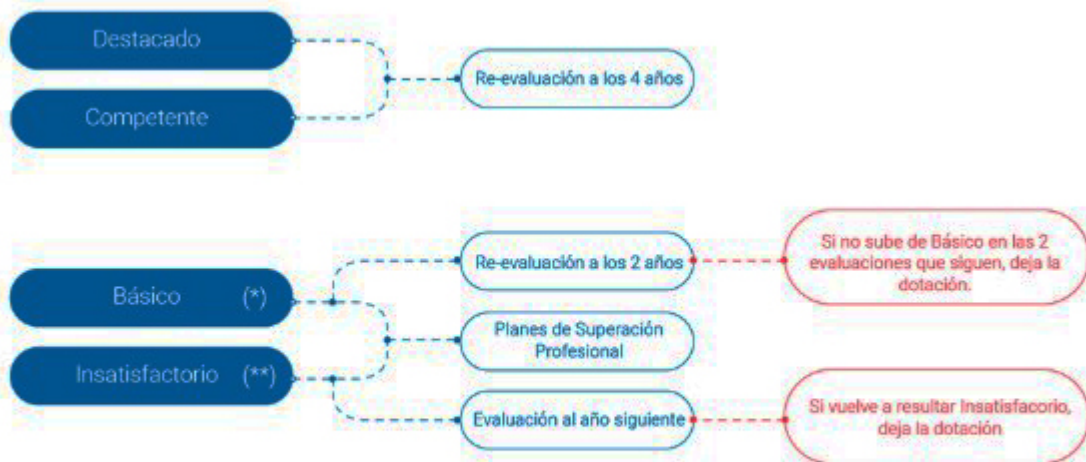 Destacado
Re-evaluación a los 4 años
Competente
Básico (*)
Insatisfactorio (**)
Re-evaluación a los 2 años
Planes de Superación
Profesional
Evaluación al año siguiente
Si no sube de Básico en las 2
evaluaciones que siguen, deja la
dotación.
Si vuelve a resultar Insatisfacorio,
deja la dotación